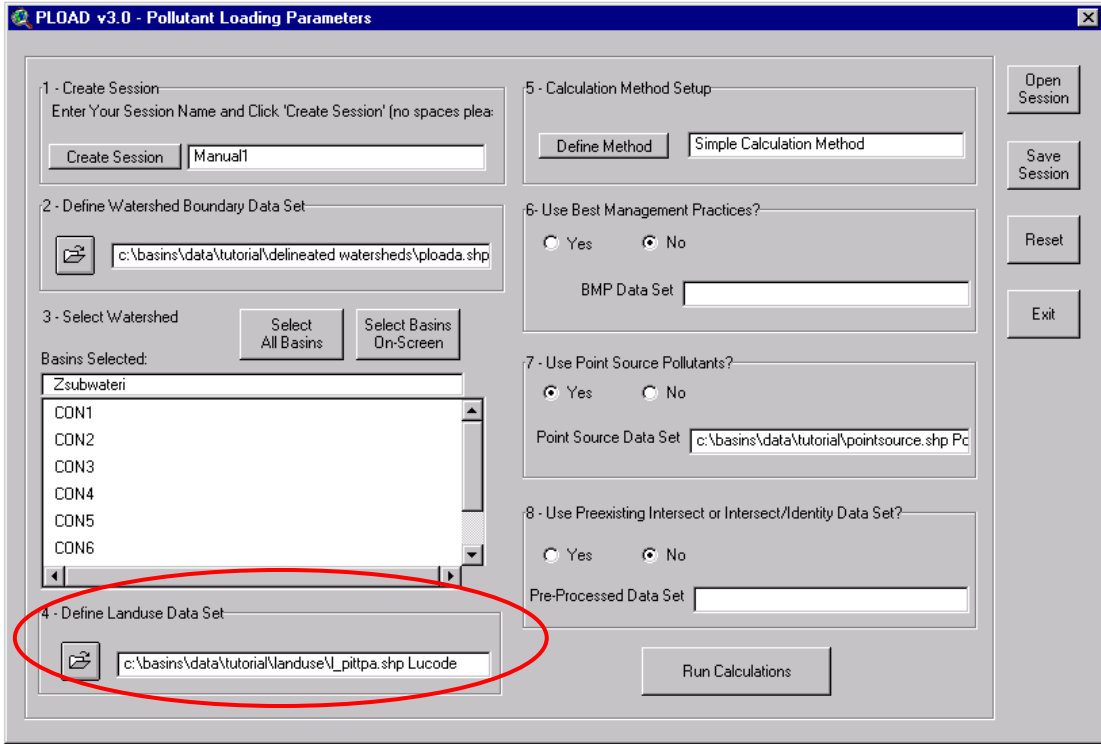 PLOAD v3.0 - Pollutant Loading Parameters
1 - Create Session
Enter Your Session Name and Click 'Create Session' (no spaces plea:
Create Session
Manual1
2 - Define Watershed Boundary Data Set
c:\basins\data\tutorial\delineated watersheds\ploada.shp
3 - Select Watershed
Select
All Basins
Select Basins
On-Screen
Basins Selected:
Zsubwateri
CON1
CON2
CON3
CON4
CON5
CON6
4 - Define Landuse Data Set
c:\basins\data\tutorial\landuse\l_pittpa.shp Lucode
5 - Calculation Method Setup
Define Method
Simple Calculation Method
6- Use Best Management Practices?
Yes
No
BMP Data Set
7 - Use Point Source Pollutants?
Yes
No
Point Source Data Set
c:\basins\data\tutorial\pointsource.shp Pc
8 - Use Preexisting Intersect or Intersect/Identity Data Set?
Yes
No
Pre-Processed Data Set
Run Calculations
Open
Session
Save
Session
Reset
Exit